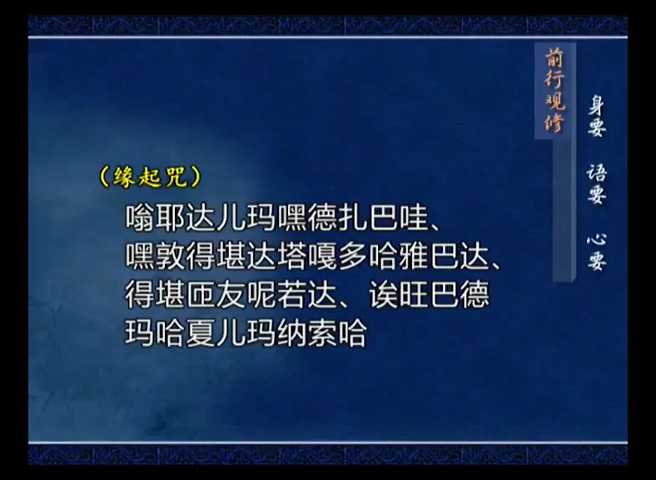 前行观修
身要 语要 心要
(缘起咒)
嗡耶达儿玛嘿德扎巴哇、
嘿敦得堪达塔嘎多哈雅巴达、
得堪匝友呢若达、诶旺巴德
玛哈夏儿玛纳索哈